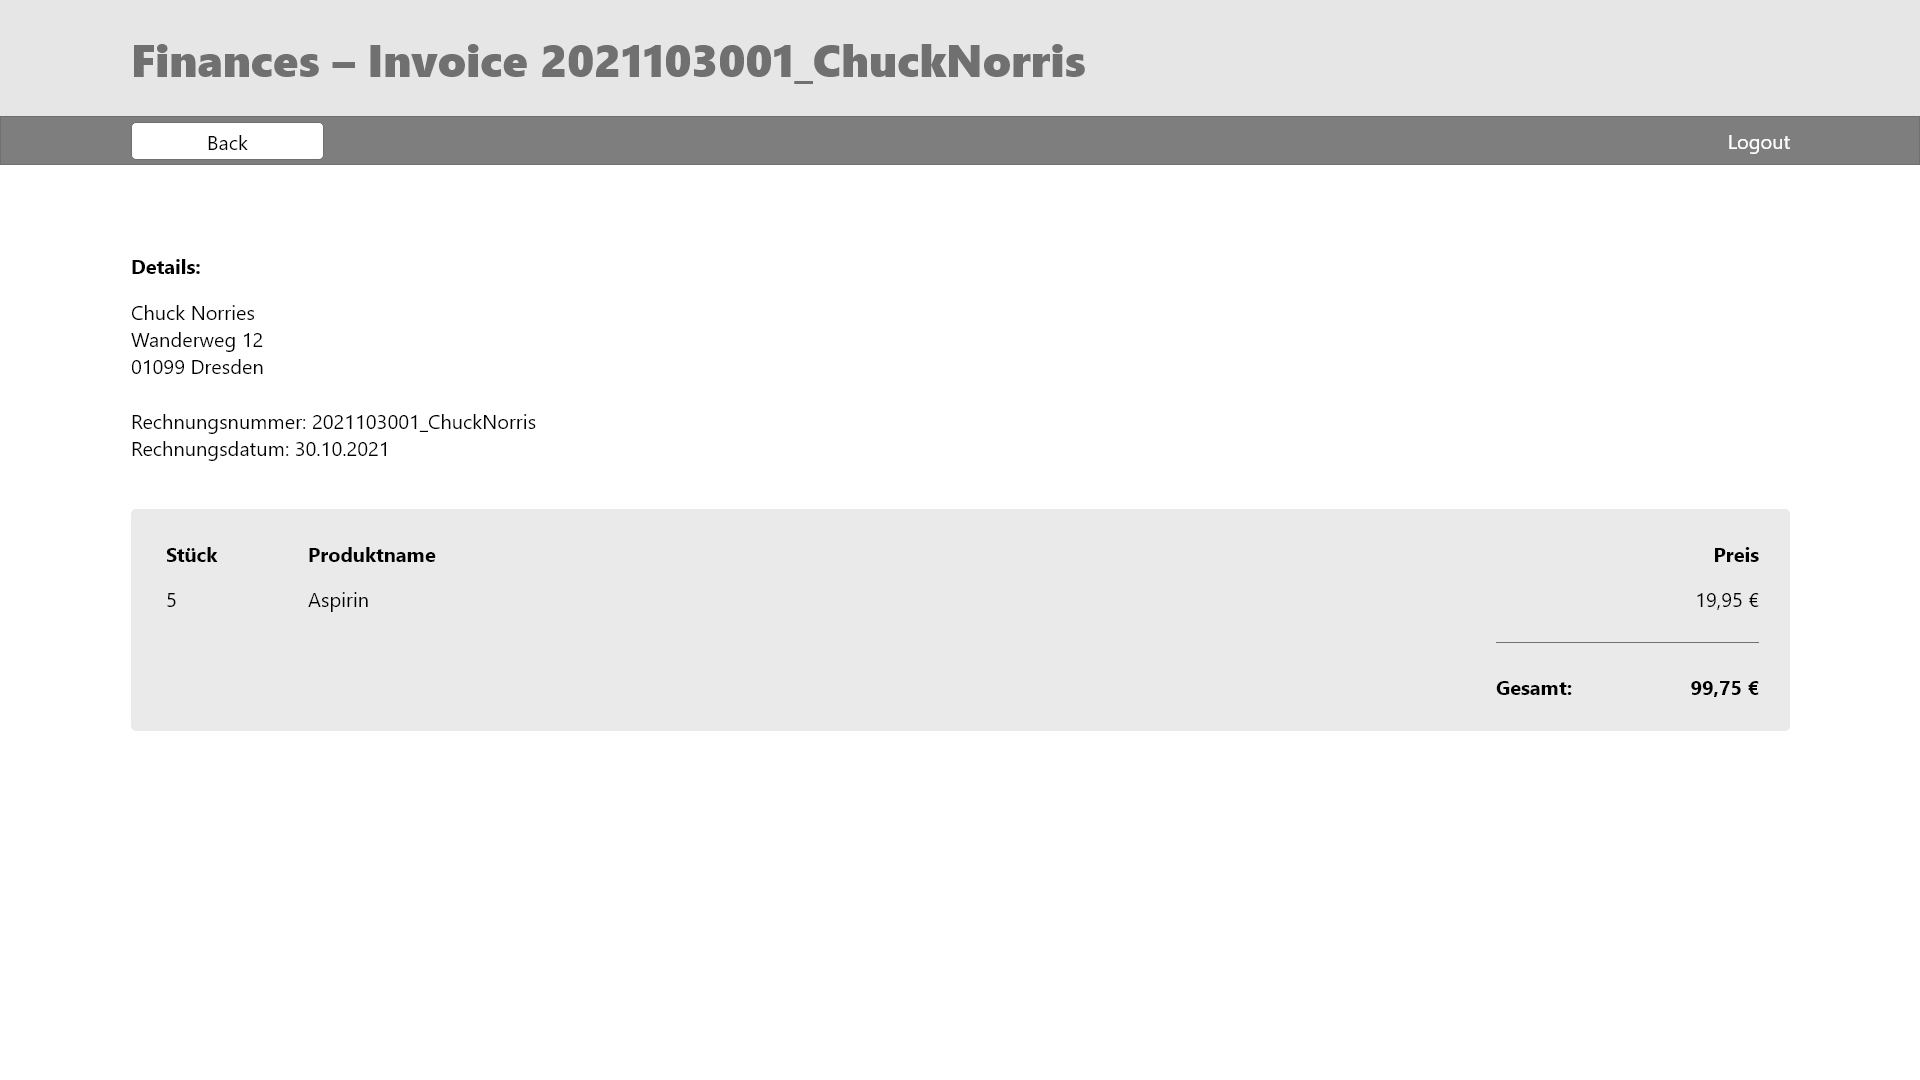 Finances – Invoice 2021103001_ChuckNorris
Back
Logout
Details:
Chuck Norries
Wanderweg 12
01099 Dresden
Rechnungsnummer: 2021103001_ChuckNorris
Rechnungsdatum: 30.10.2021
Stück Produktname Preis
5 Aspirin 19,95 €
Gesamt: 99,75 €